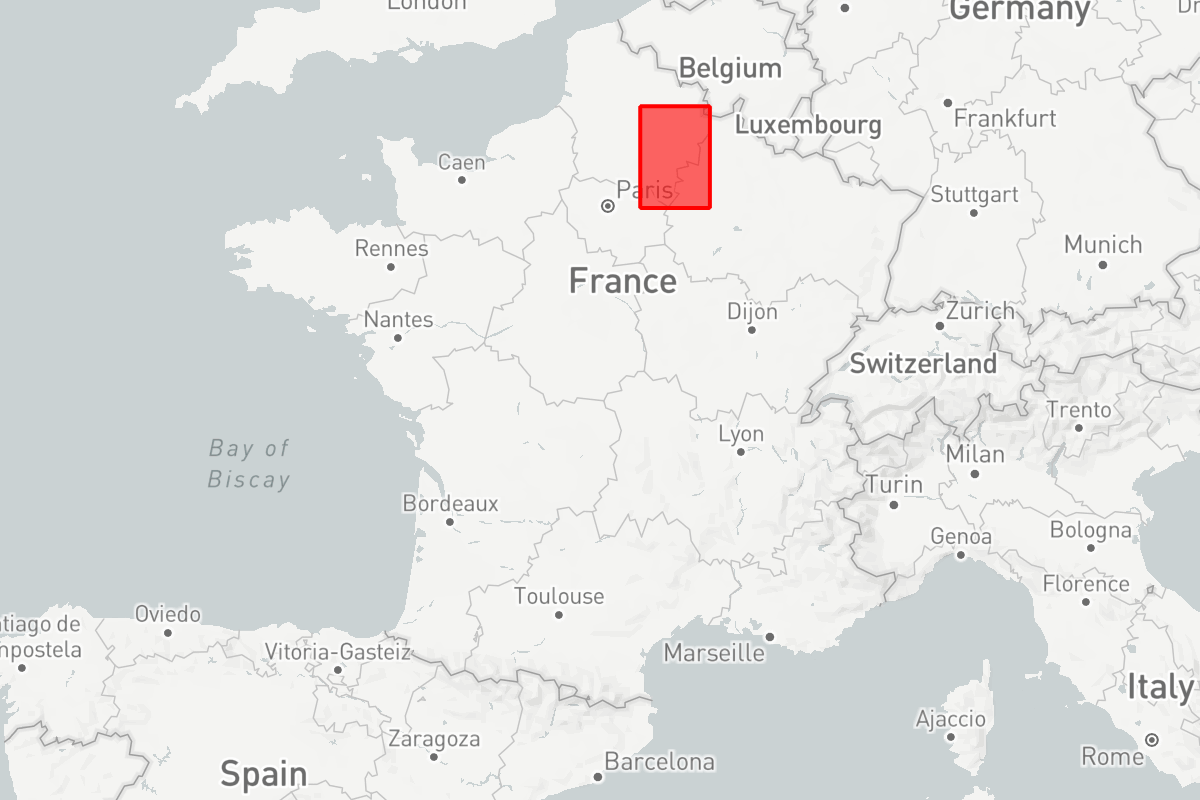 London
Germany
Belgium
Luxembourg
Frankfurt
Caen
Paris
Stuttgart
Rennes
Munich
France
Nantes
Dijon
Zurich
Switzerland
Trento
Lyon
Bay of
Biscay
Milan
Turin
Bordeaux
Genoa
Bologna
Toulouse
Florence
Oviedo
tiago de
npostela
Vitoria-Gasteiz
Marseille
Italy
Ajaccio
Zaragoza
Rome
Barcelona
Spain